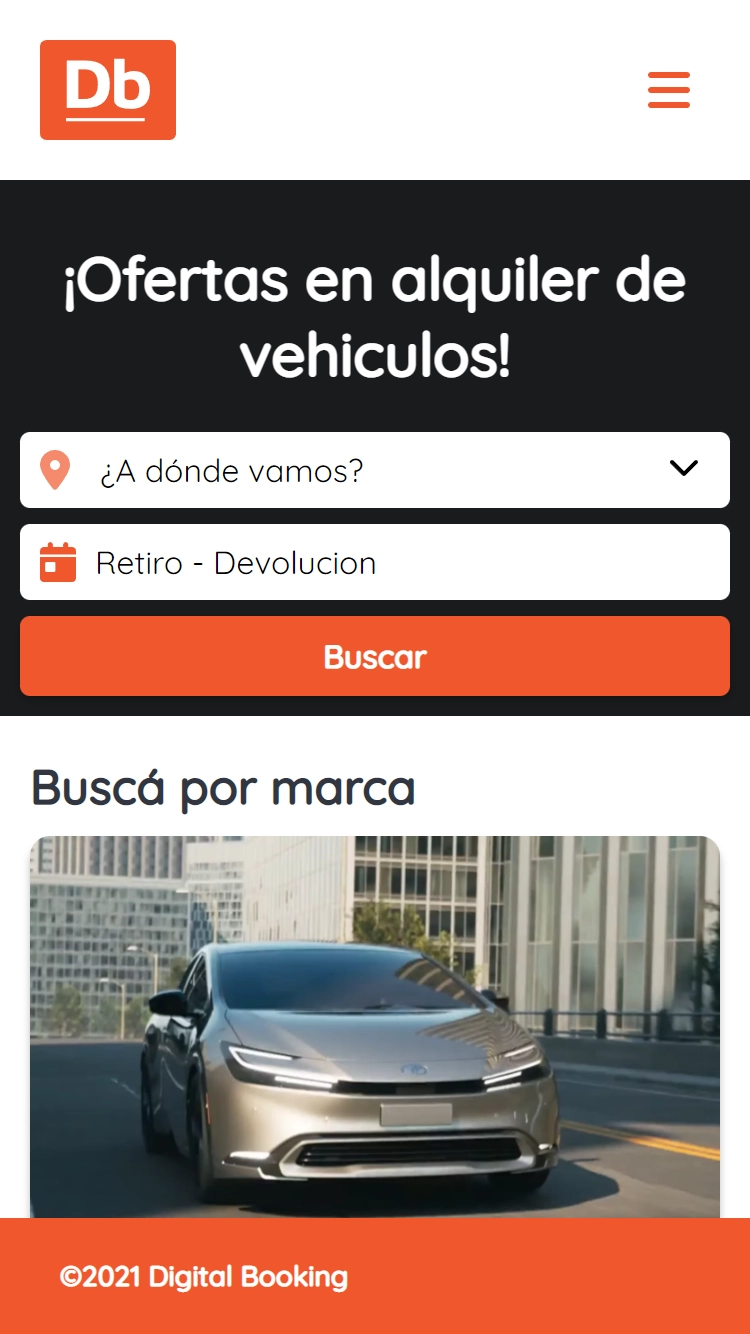 Db
¡Ofertas en alquiler de
vehiculos!
¿A dónde vamos?
Retiro - Devolucion
Buscar
Buscá por marca
©2021 Digital Booking